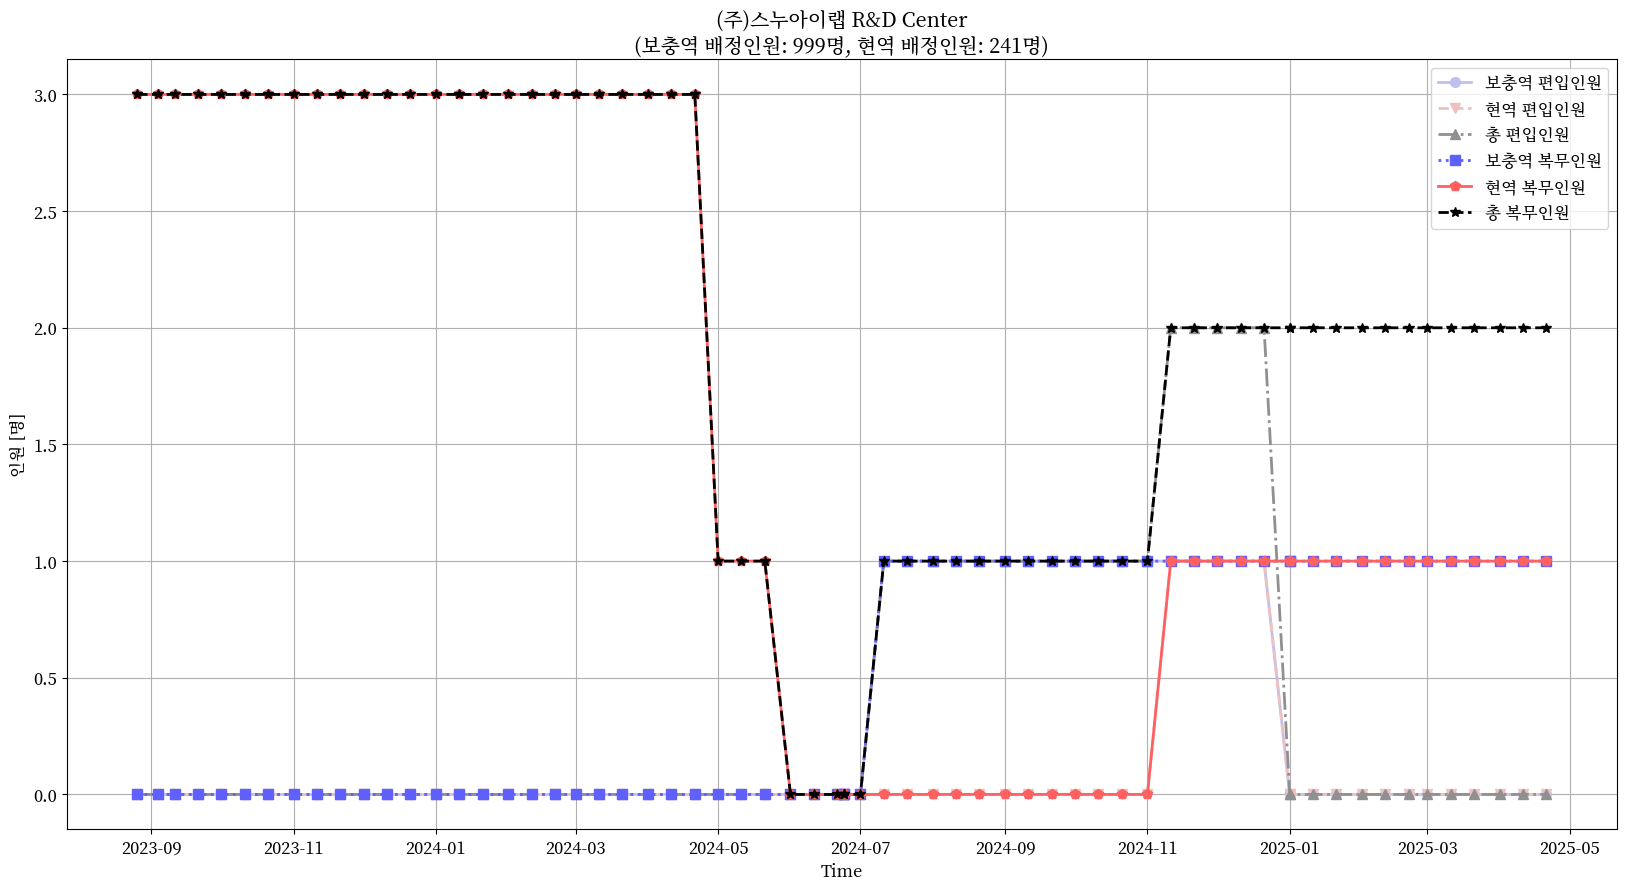 (주)스누아이랩 R&D Center
(보충역 배정인원: 999명, 현역 배정인원: 241명)
보충역 편입인원
현역 편입인원
총 편입인원
보충역 복무인원
현역 복무인원
총 복무인원
인원 [명]
3.0
2.5
2.0
1.5
1.0
0.5
0.0
2023-09
2023-11
2024-01
2024-03
2024-05
2024-07
2024-09
2024-11
2025-01
2025-03
2025-05
Time